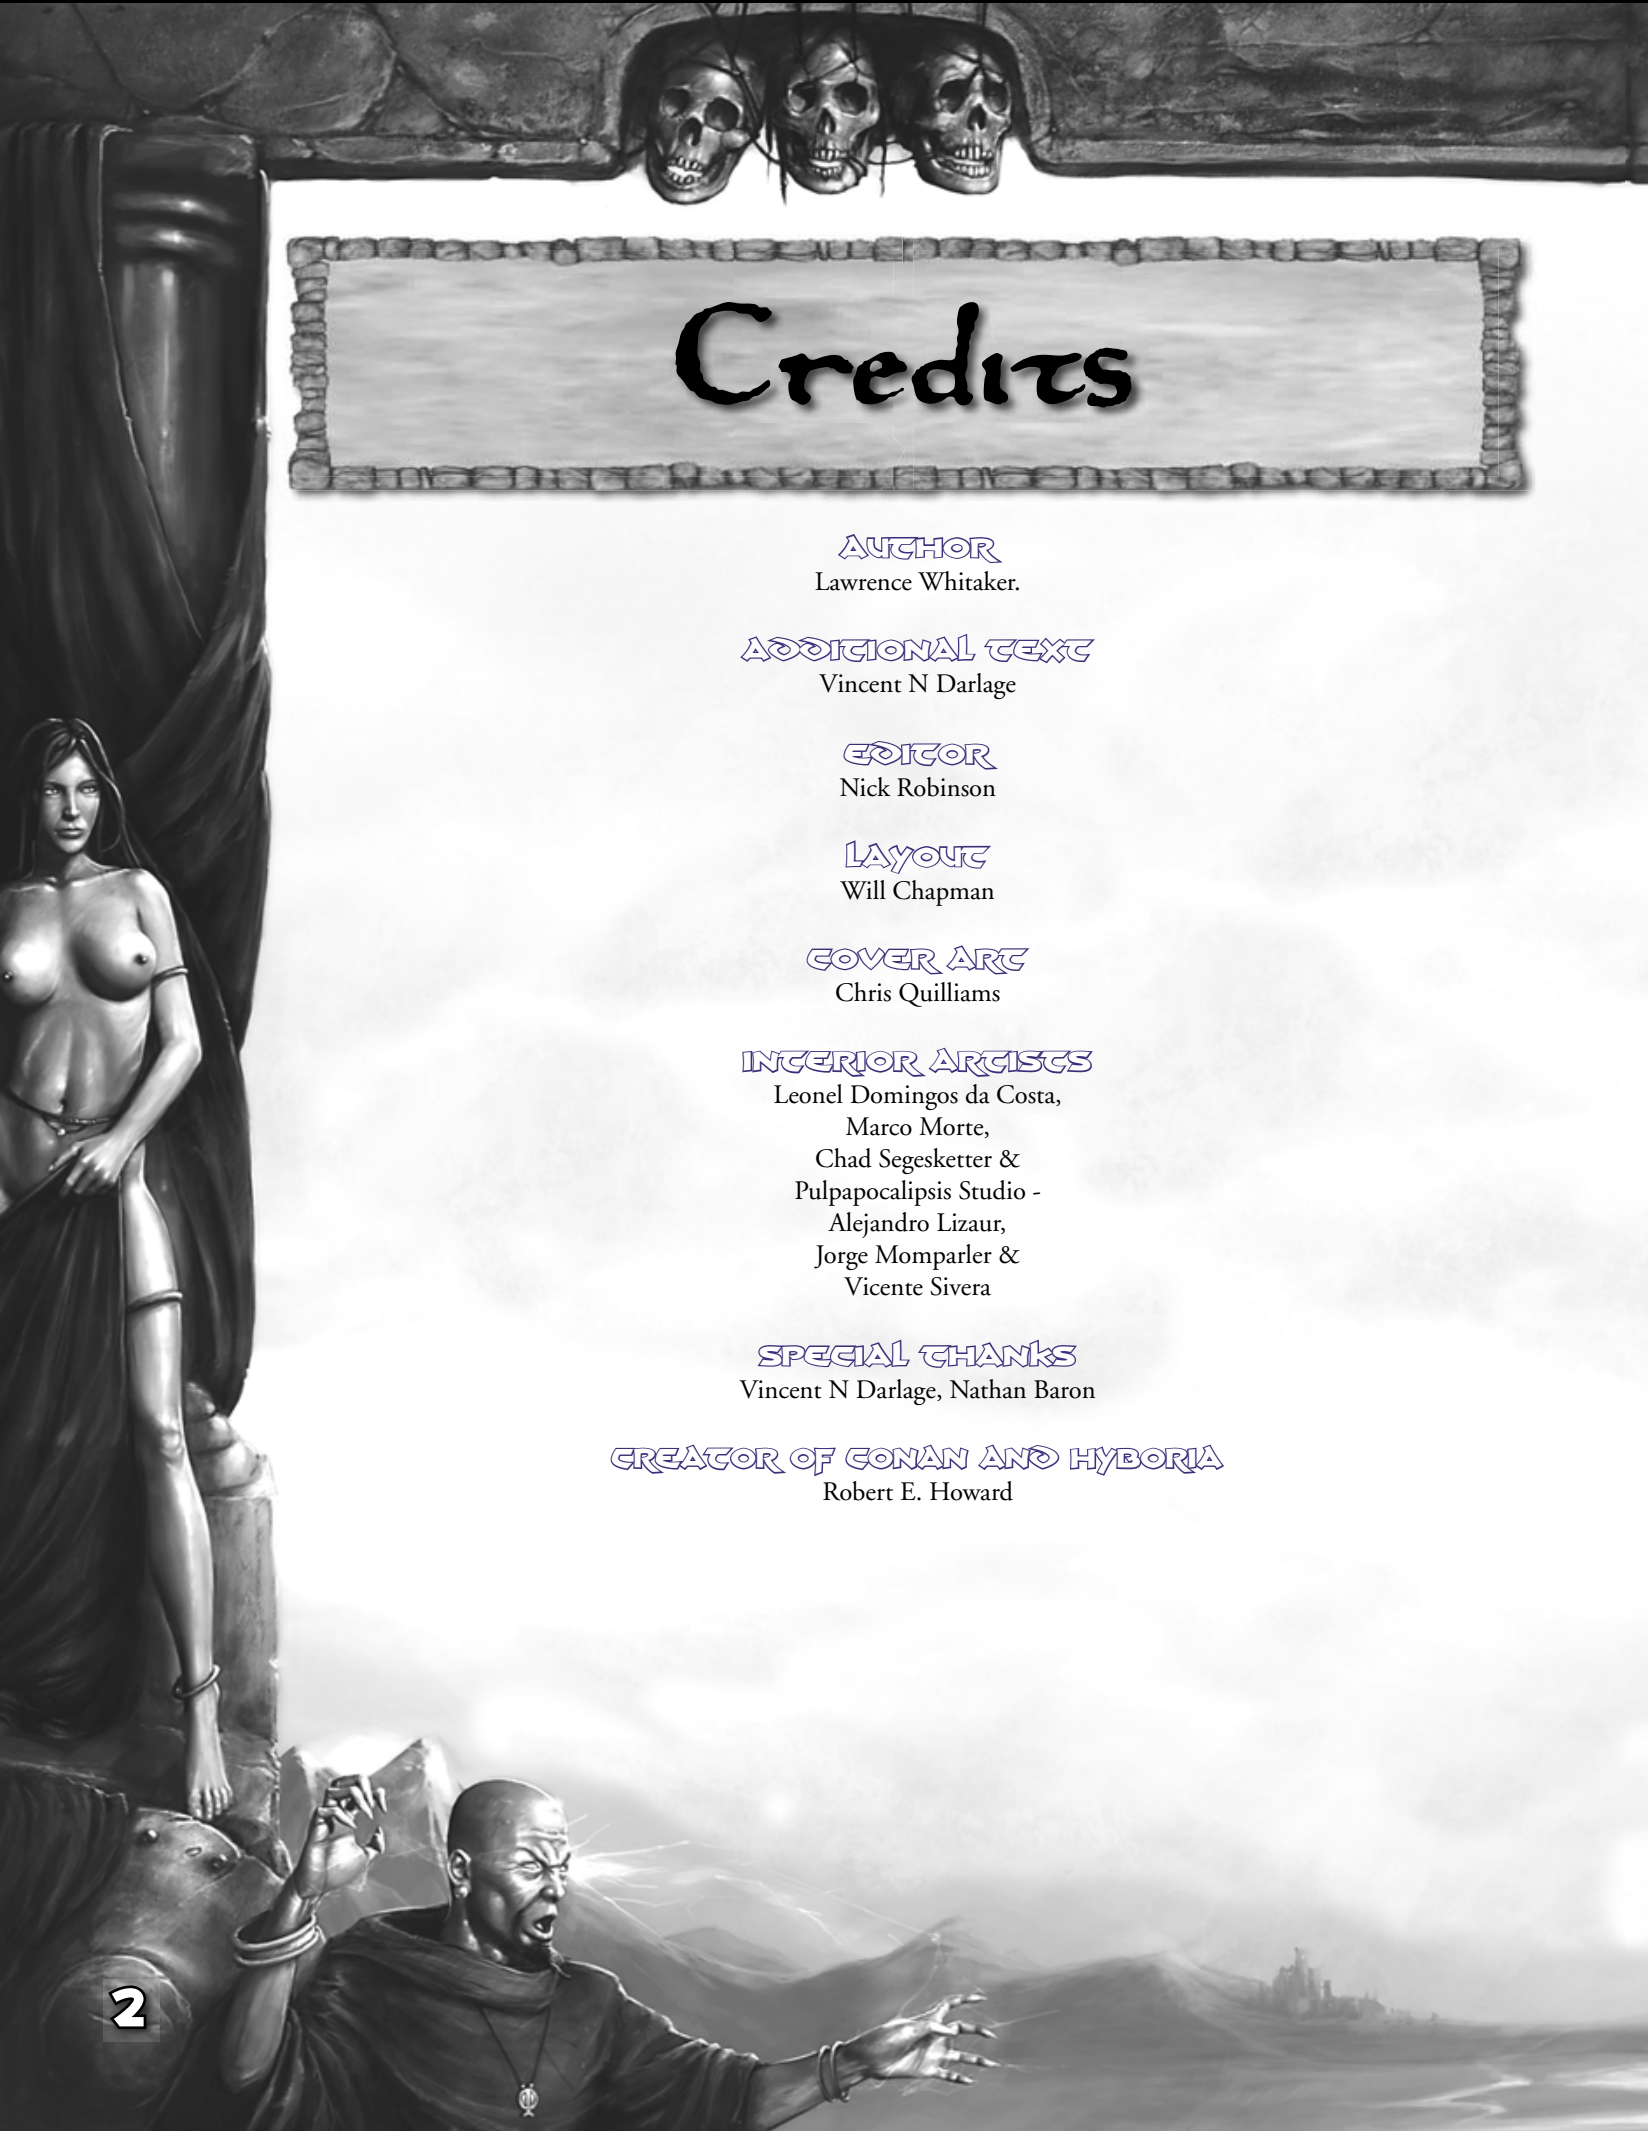 Credits
Author
Lawrence Whitaker.
Additional Text
Vincent N Darlage
Editor
Nick Robinson
Layout
Will Chapman
Cover Art
Chris Quilliams
Interior Artists
Leonel Domingos da Costa,
Marco Morte,
Chad Segesketter &
Pulpapocalipsis Studio -
Alejandro Lizaur,
Jorge Momparler &
Vicente Sivera
Special Thanks
Vincent N Darlage, Nathan Baron
Creator of Conan and Hyboria
Robert E. Howard
2